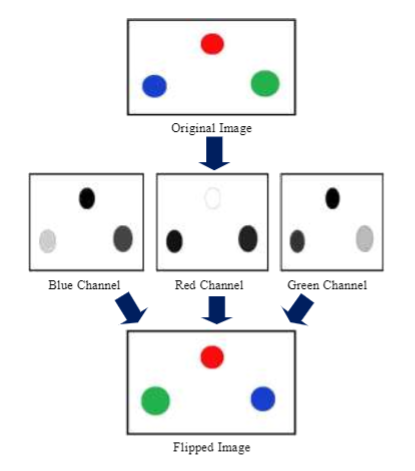 Original Image
Blue Channel
Red Channel
Green Channel
Flipped Image